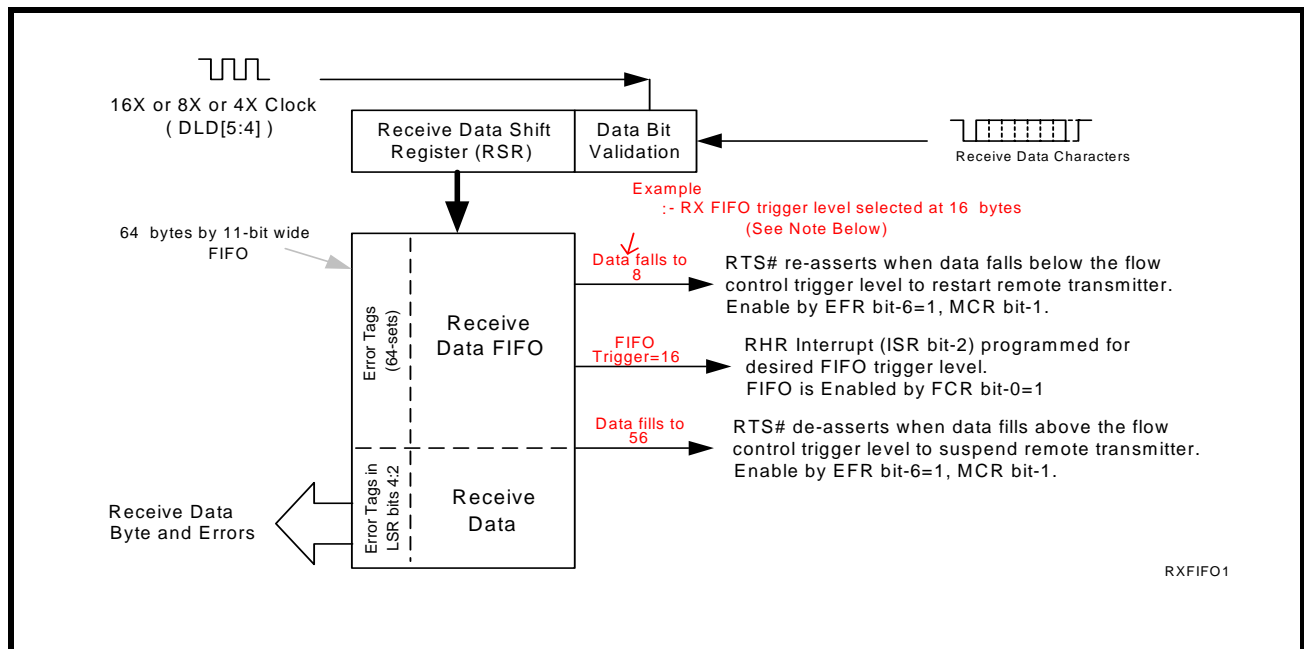 16X or 8X or 4X Clock
( DLD[5:4] )
Receive Data Shift
Register (RSR)
Data Bit
Validation
Receive Data Characters
Example
:- RX FIFO trigger level selected at 16 bytes
(See Note Below)
64 bytes by 11-bit wide
FIFO
Error Tags
(64-sets)
Receive
Data FIFO
Data falls to
8
RTS# re-asserts when data falls below the flow
control trigger level to restart remote transmitter.
Enable by EFR bit-6=1, MCR bit-1.
FIFO
Trigger=16
RHR Interrupt (ISR bit-2) programmed for
desired FIFO trigger level.
FIFO is Enabled by FCR bit-0=1
Data fills to
56
RTS# de-asserts when data fills above the flow
control trigger level to suspend remote transmitter.
Enable by EFR bit-6=1, MCR bit-1.
Error Tags in
LSR bits 4:2
Receive
Data
Receive Data
Byte and Errors
RXFIFO1